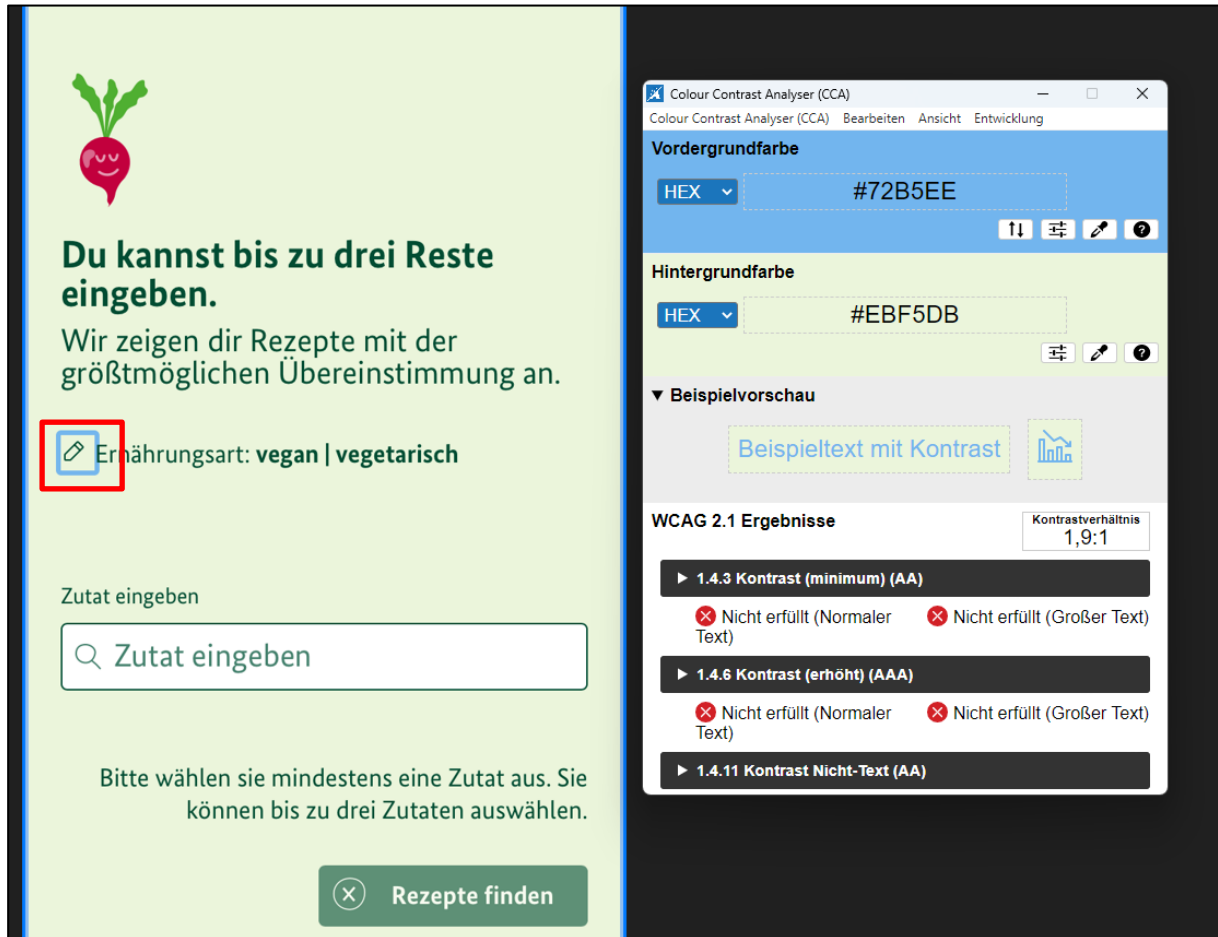 Du kannst bis zu drei Reste
eingeben.
Wir zeigen dir Rezepte mit der
größtmöglichen Übereinstimmung an.
Ernährungsart: vegan | vegetarisch
Zutat eingeben
Zutat eingeben
Bitte wählen sie mindestens eine Zutat aus. Sie
können bis zu drei Zutaten auswählen.
Rezepte finden
Colour Contrast Analyser (CCA)
Colour Contrast Analyser (CCA) Bearbeiten Ansicht Entwicklung
Vordergrundfarbe
HEX #72B5EE
Hintergrundfarbe
HEX #EBF5DB
Beispielvorschau
Beispieltext mit Kontrast
WCAG 2.1 Ergebnisse
Kontrastverhältnis
1,9:1
1.4.3 Kontrast (minimum) (AA)
Nicht erfüllt (Normaler Text)
Nicht erfüllt (Großer Text)
1.4.6 Kontrast (erhöht) (AAA)
Nicht erfüllt (Normaler Text)
Nicht erfüllt (Großer Text)
1.4.11 Kontrast Nicht-Text (AA)